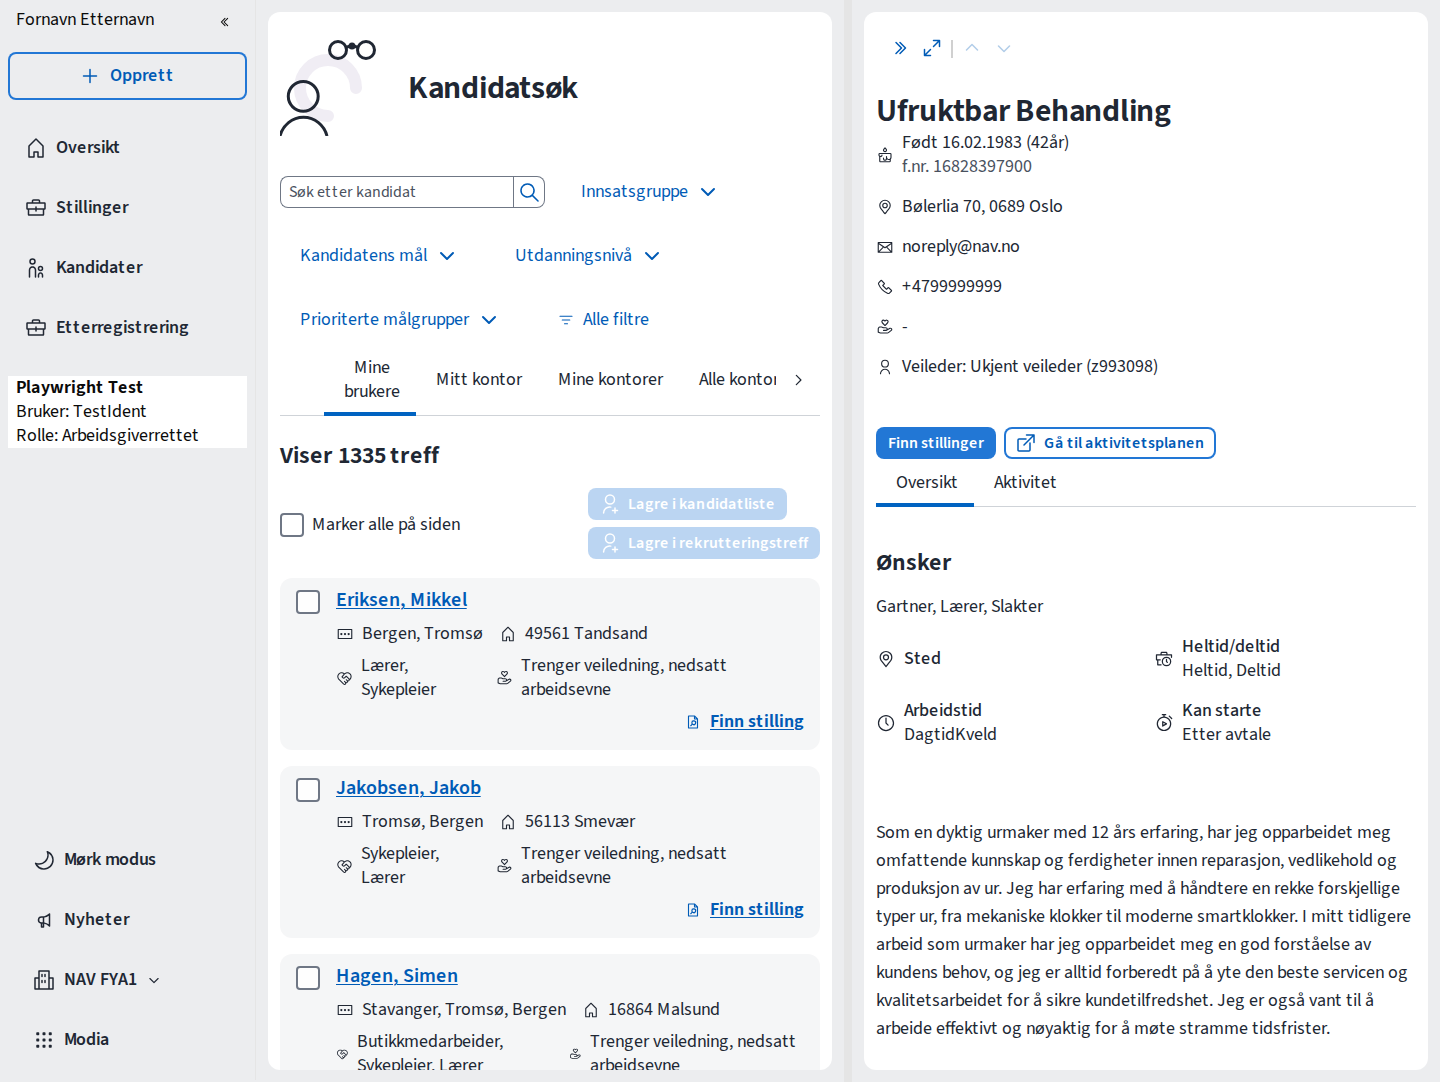 Fornavn Etternavn
Opprett
Oversikt
Stillinger
Kandidater
Etterregistrering
Playwright Test
Bruker: TestIdent
Rolle: Arbeidsgiverrettet
Mørk modus
Nyheter
NAV FYA1
Modia
Kandidatsøk
Søk etter kandidat
Innsatsgruppe
Kandidatens mål
Utdanningsnivå
Prioriterte målgrupper
Alle filtre
Mine
brukere
Mitt kontor
Mine kontorer
Alle kontor
Viser 1335 treff
Marker alle på siden
Lagre i kandidatliste
Lagre i rekrutteringstreff
Eriksen, Mikkel
Bergen, Tromsø
49561 Tandsand
Lærer,
Sykepleier
Trenger veiledning, nedsatt
arbeidsevne
Finn stilling
Jakobsen, Jakob
Tromsø, Bergen
56113 Smevær
Sykepleier,
Lærer
Trenger veiledning, nedsatt
arbeidsevne
Finn stilling
Hagen, Simen
Stavanger, Tromsø, Bergen
16864 Malsund
Butikkmedarbeider,
Sykepleier, Lærer
Trenger veiledning, nedsatt
arbeidsevne
Ufruktbar Behandling
Født 16.02.1983 (42år)
f.nr. 16828397900
Bølerlia 70, 0689 Oslo
noreply@nav.no
+4799999999
-
Veileder: Ukjent veileder (z993098)
Finn stillinger
Gå til aktivitetsplanen
Oversikt
Aktivitet
Ønsker
Gartner, Lærer, Slakter
Sted
Heltid/deltid
Heltid, Deltid
Arbeidstid
DagtidKveld
Kan starte
Etter avtale
Som en dyktig urmaker med 12 års erfaring, har jeg opparbeidet meg
omfattende kunnskap og ferdigheter innen reparasjon, vedlikehold og
produksjon av ur. Jeg har erfaring med å håndtere en rekke forskjellige
typer ur, fra mekaniske klokker til moderne smartklokker. I mitt tidligere
arbeid som urmaker har jeg opparbeidet meg en god forståelse av
kundens behov, og jeg er alltid forberedt på å yte den beste servicen og
kvalitetsarbeidet for å sikre kundetilfredshet. Jeg er også vant til å
arbeide effektivt og nøyaktig for å møte stramme tidsfrister.